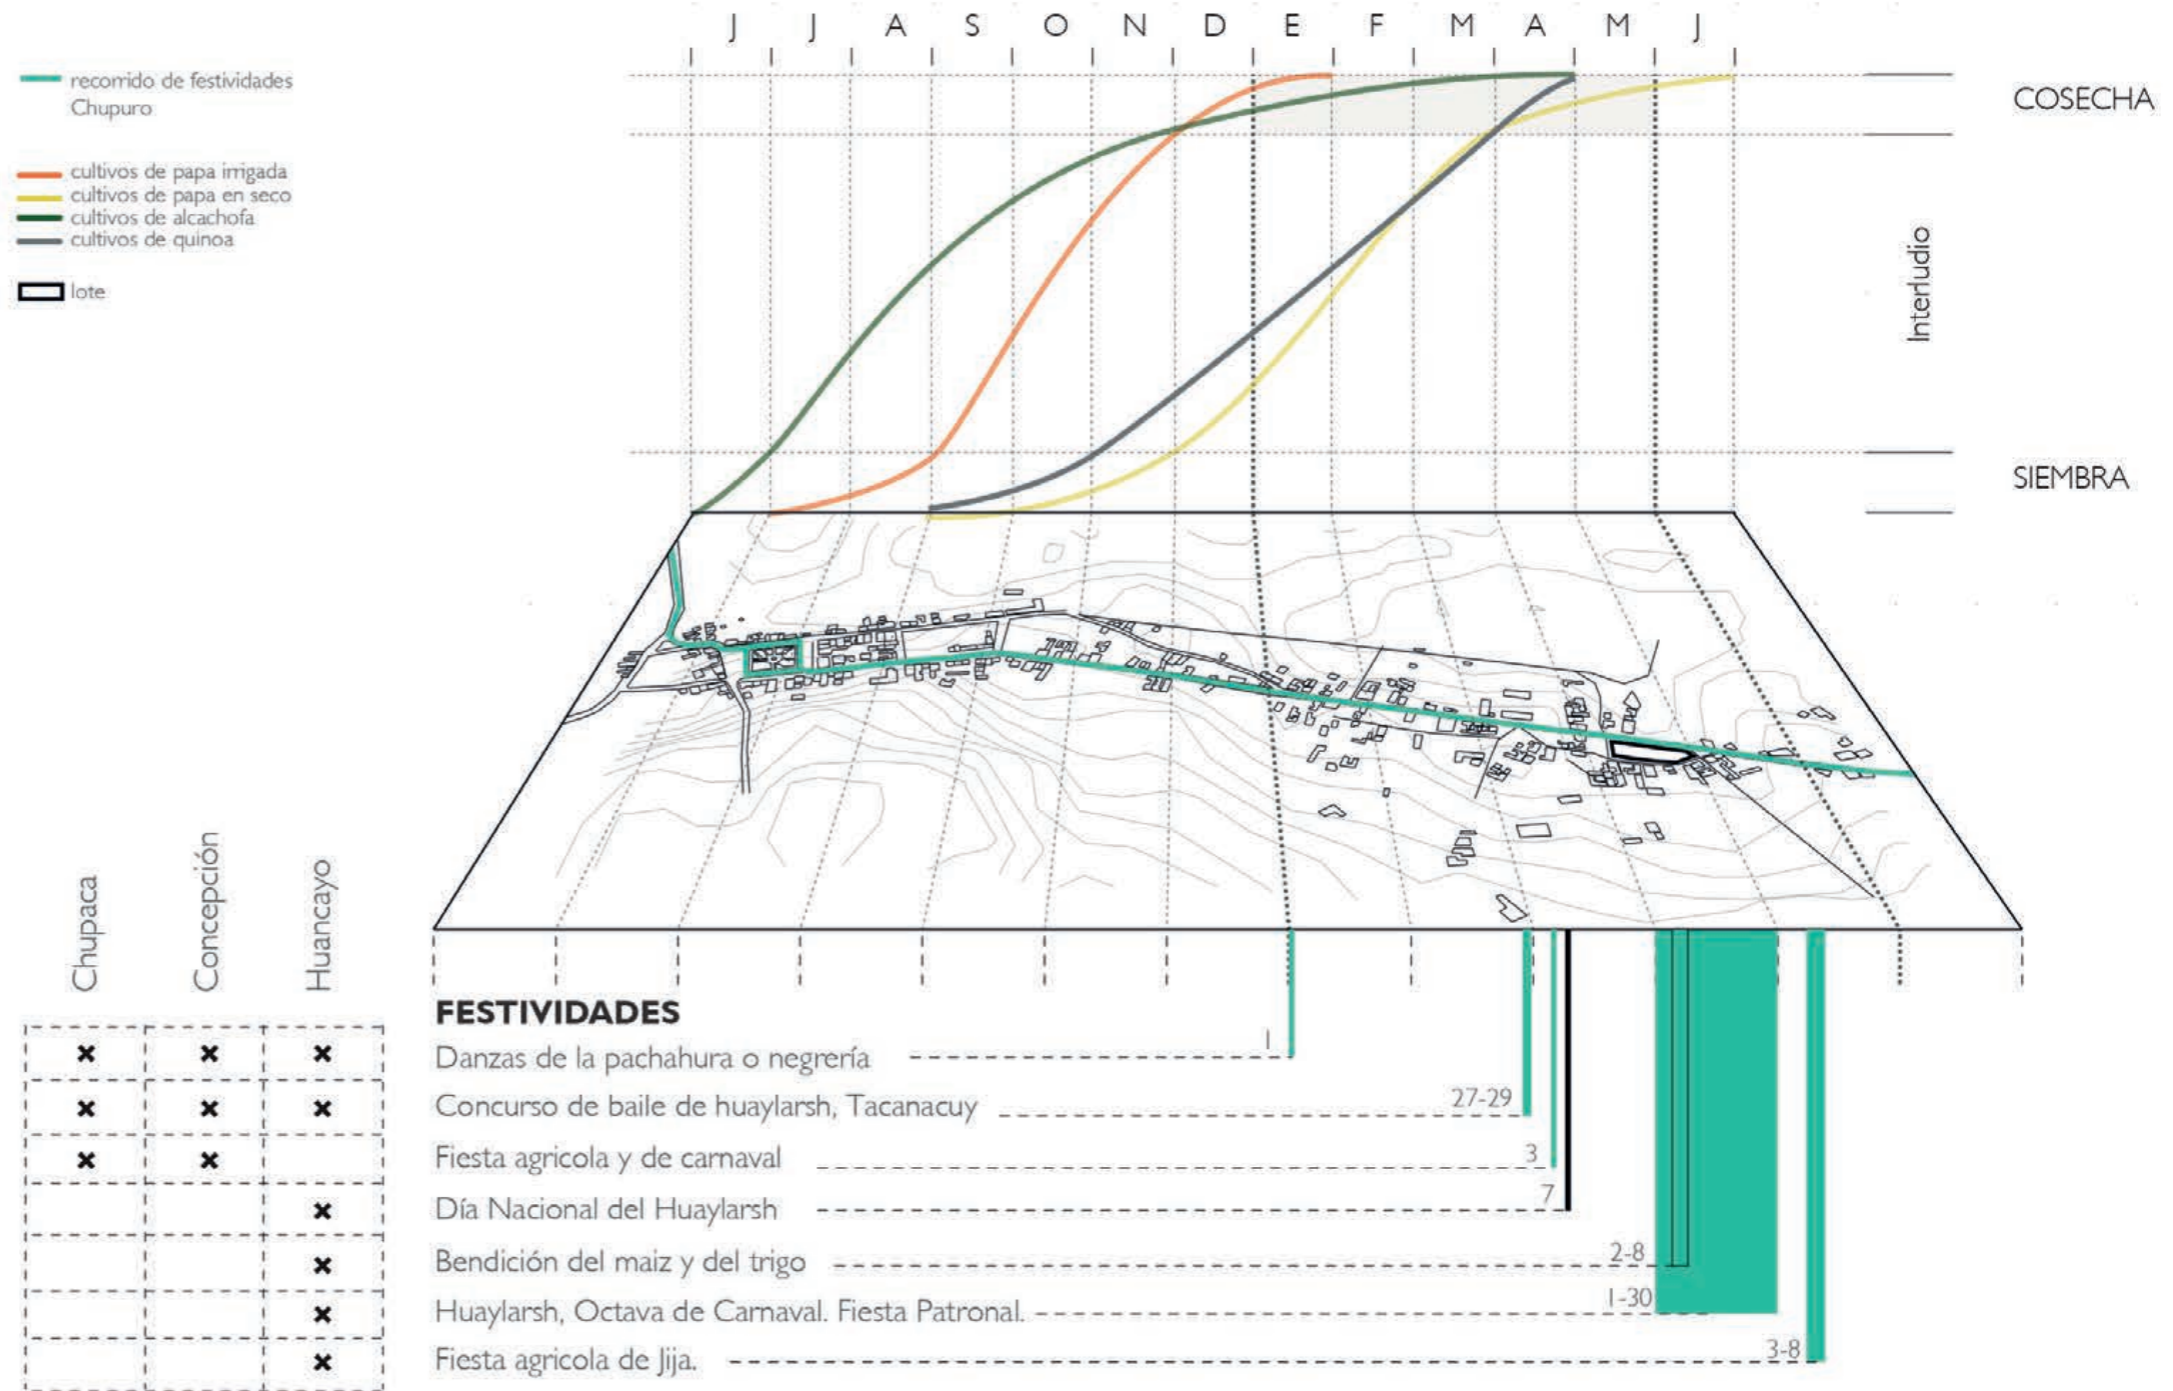 J J A S O N D E F M A M J
recorrido de festividades
Chupuro
cultivos de papa irrigada
cultivos de papa en seco
cultivos de alcachofa
cultivos de quinoa
lote
COSECHA
Interludio
SIEMBRA
Chupaca
Concepción
Huancayo
FESTIVIDADES
Danzas de la pachahura o negrería 1
Concurso de baile de huaylarsh, Tacanacuy 27-29
Fiesta agricola y de carnaval 3
Día Nacional del Huaylarsh 7
Bendición del maiz y del trigo 2-8
Huaylarsh, Octava de Carnaval. Fiesta Patronal. 1-30
Fiesta agricola de Jija. 3-8